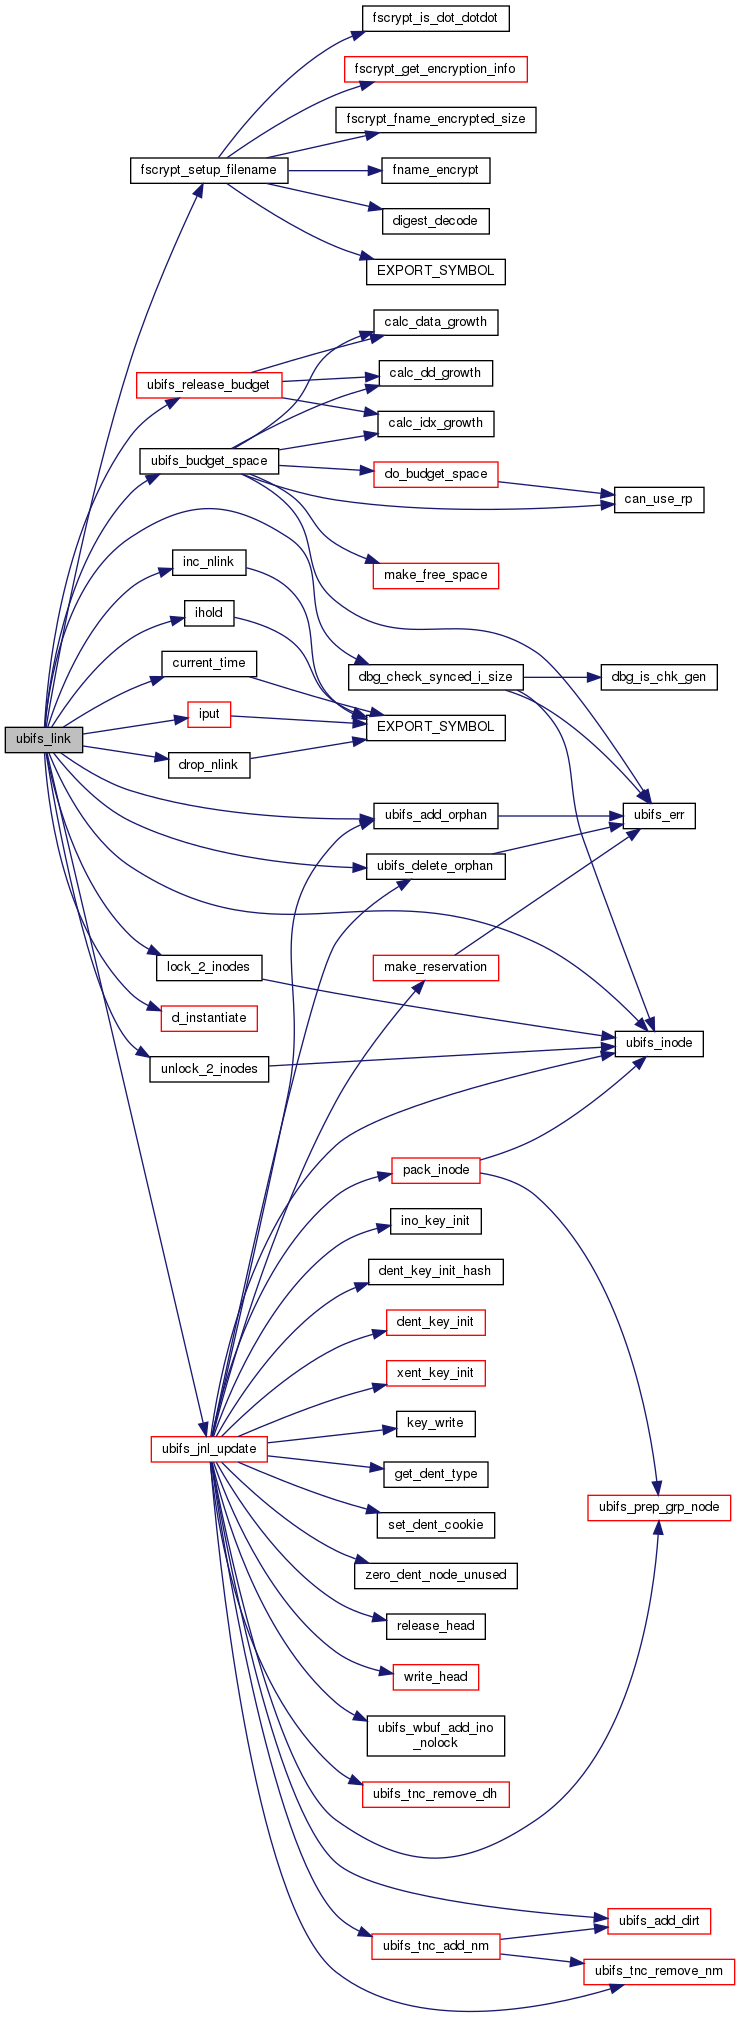 fscrypt_is_dot_dotdot
fscrypt_get_encryption_info
fscrypt_fname_encrypted_size
fscrypt_setup_filename
fname_encrypt
digest_decode
EXPORT_SYMBOL
calc_data_growth
ubifs_release_budget
calc_dd_growth
calc_idx_growth
ubifs_budget_space
do_budget_space
can_use_rp
inc_nlink
make_free_space
ihold
current_time
dbg_check_synced_i_size
dbg_is_chk_gen
iput
EXPORT_SYMBOL
ubifs_link
drop_nlink
ubifs_add_orphan
ubifs_err
ubifs_delete_orphan
lock_2_inodes
make_reservation
d_instantiate
ubifs_inode
unlock_2_inodes
pack_inode
ino_key_init
dent_key_init_hash
dent_key_init
xent_key_init
key_write
ubifs_jnl_update
get_dent_type
ubifs_prep_grp_node
set_dent_cookie
zero_dent_node_unused
release_head
write_head
ubifs_wbuf_add_ino
_nolock
ubifs_tnc_remove_dh
ubifs_add_dirt
ubifs_tnc_add_nm
ubifs_tnc_remove_nm